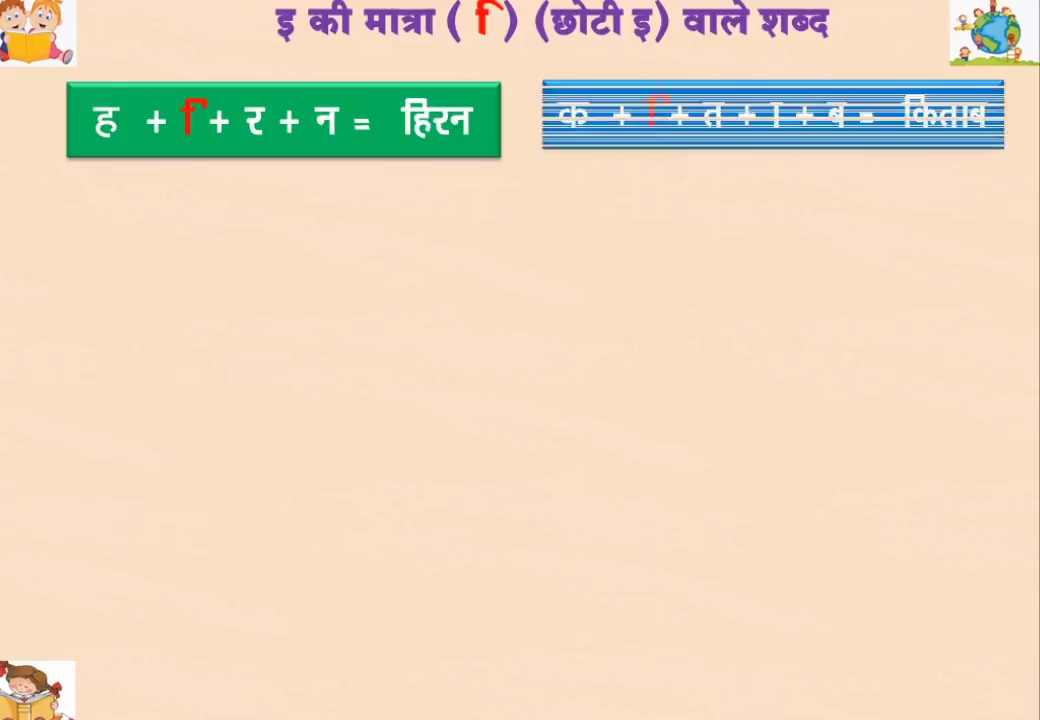 इ की मात्रा ( ि ) (छोटी इ) वाले शब्द
ह + ि + र + न = हिरन
क + ि + त + ा + ब = किताब